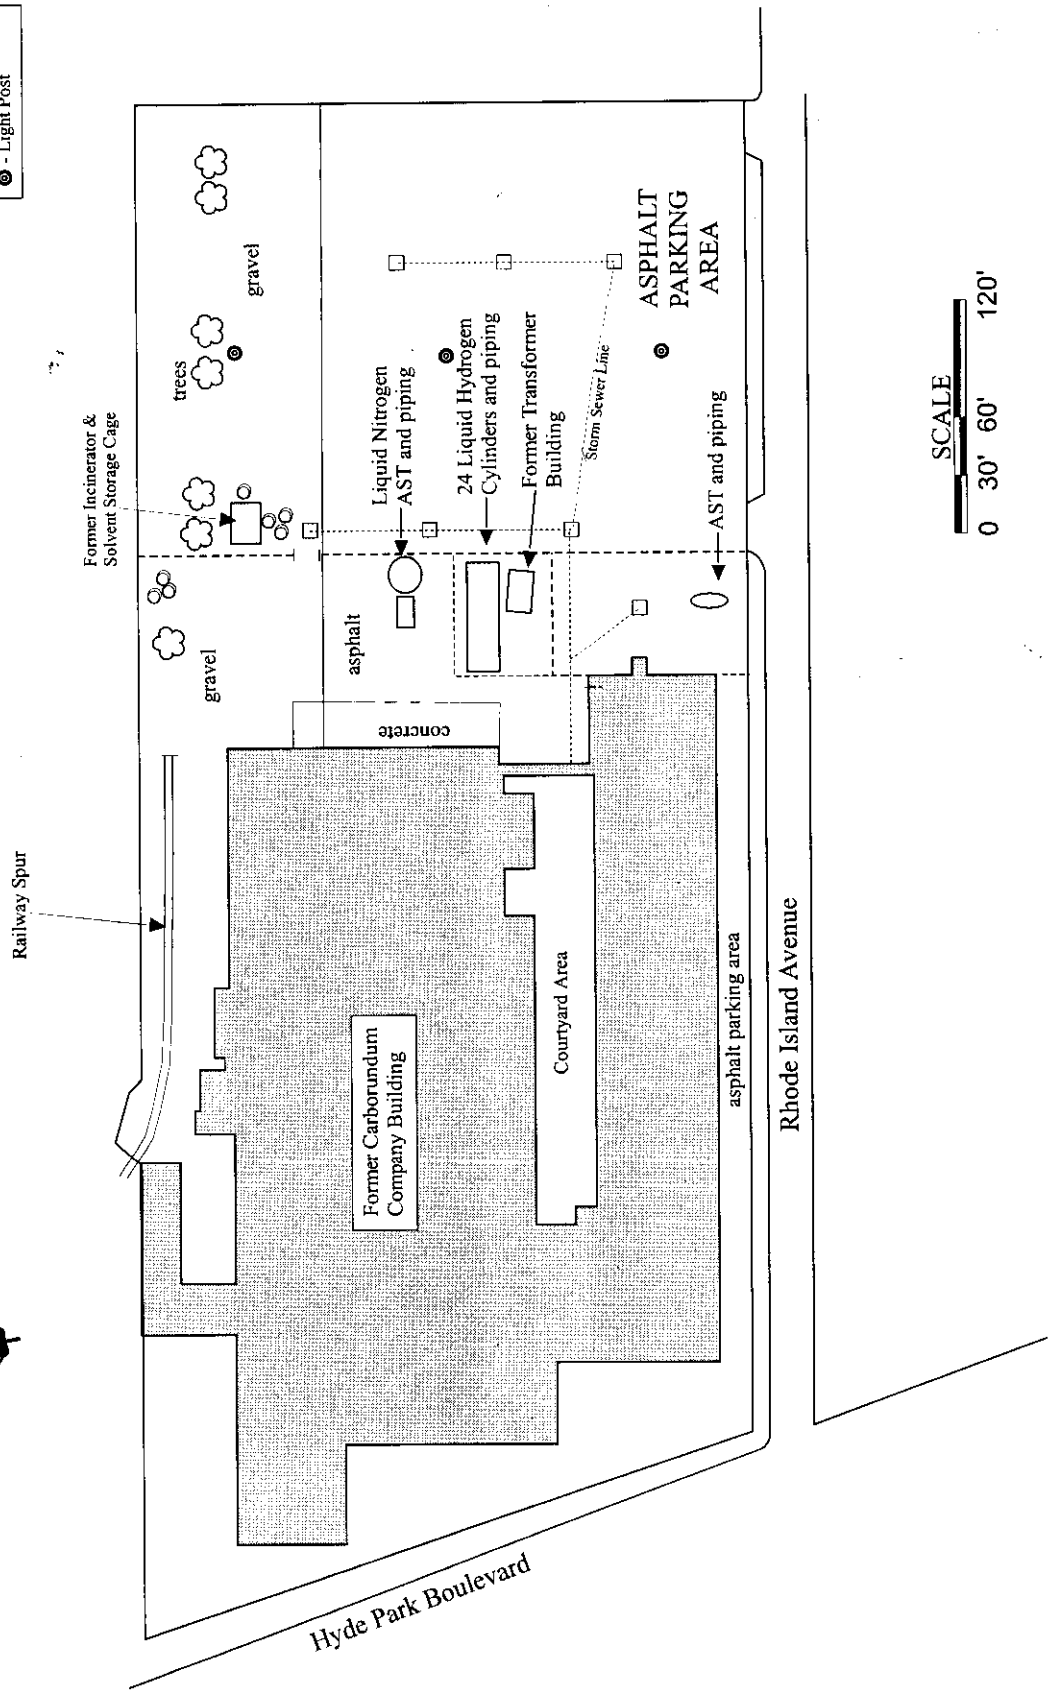 - Light Post
Railway Spur
Former Incinerator &
Solvent Storage Cage
trees
gravel
gravel
Liquid Nitrogen
AST and piping
24 Liquid Hydrogen
Cylinders and piping
Former Transformer
Building
Storm Sewer Line
ASPHALT
PARKING
AREA
AST and piping
asphalt
concrete
Former Carborundum
Company Building
Courtyard Area
asphalt parking area
Rhode Island Avenue
Hyde Park Boulevard
SCALE
0 30' 60' 120'